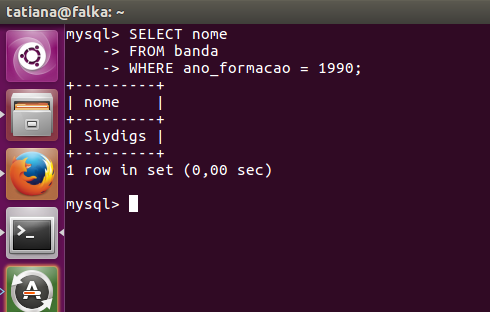 tatiana@falka: ~
mysql> SELECT nome
    -> FROM banda
    -> WHERE ano_formacao = 1990;
+---------+
| nome    |
+---------+
| Slydigs |
+---------+
1 row in set (0,00 sec)
mysql>
>_
A